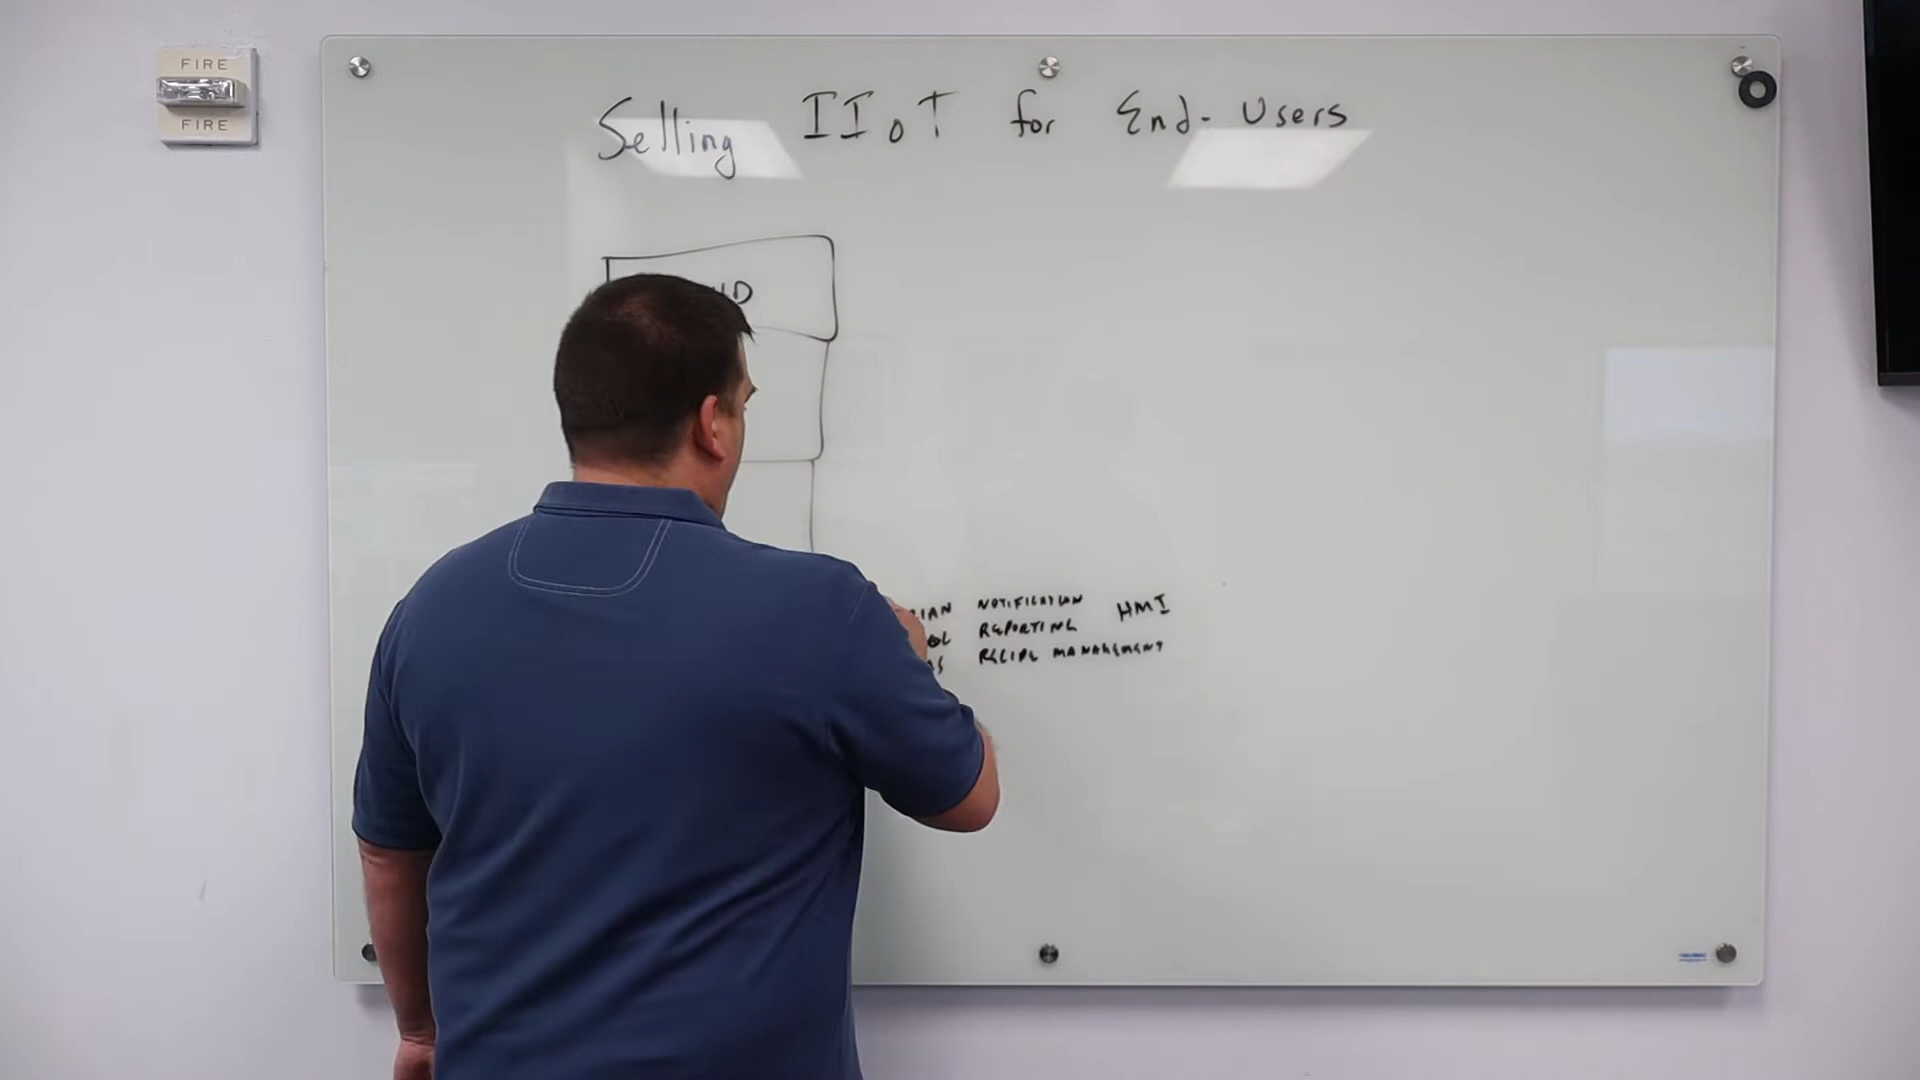 FIRE
FIRE
Selling IIoT for End-Users
NOTIFICATION HMI
REPORTING
RECIPE MANAGEMENT